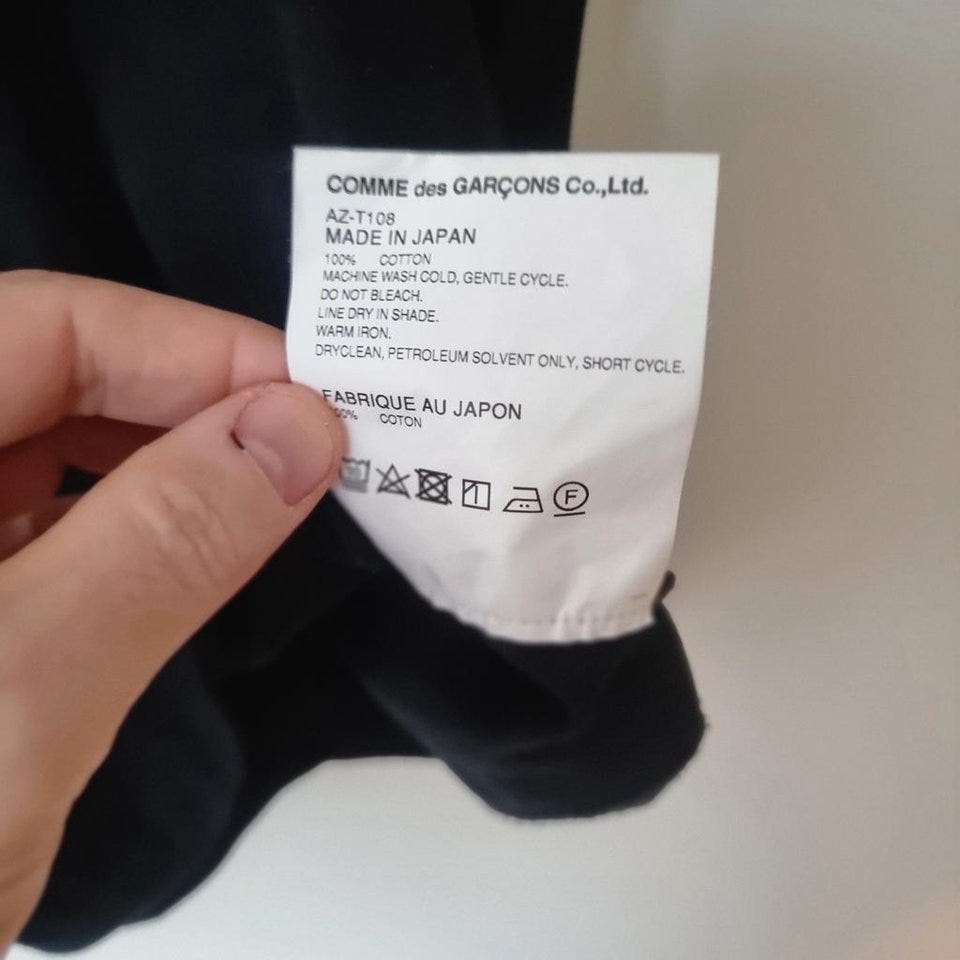 COMME des GARÇONS Co.,Ltd.
AZ-T108
MADE IN JAPAN
100% COTTON
MACHINE WASH COLD, GENTLE CYCLE.
DO NOT BLEACH.
LINE DRY IN SHADE.
WARM IRON.
DRYCLEAN, PETROLEUM SOLVENT ONLY, SHORT CYCLE.
FABRIQUE AU JAPON
COTON
F